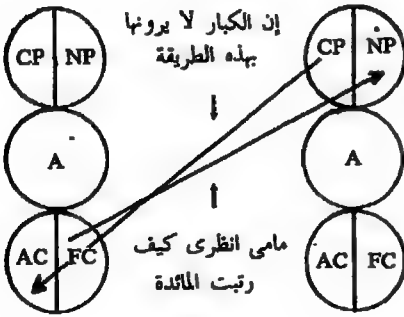 إن الكبار لا يرونها
بهذه الطريقة
CP NP
CP NP
A
A
مامى انظرى كيف
رتبت المائدة
AC FC
AC FC